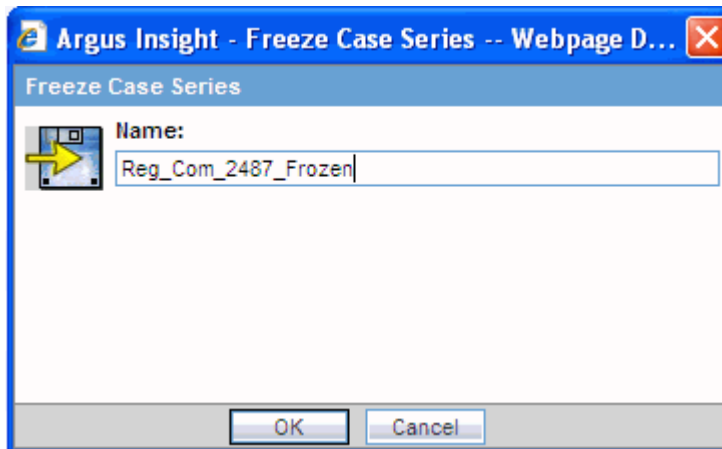 Argus Insight - Freeze Case Series -- Webpage D...
Freeze Case Series
Name:
Reg_Com_2487_Frozen
OK
Cancel